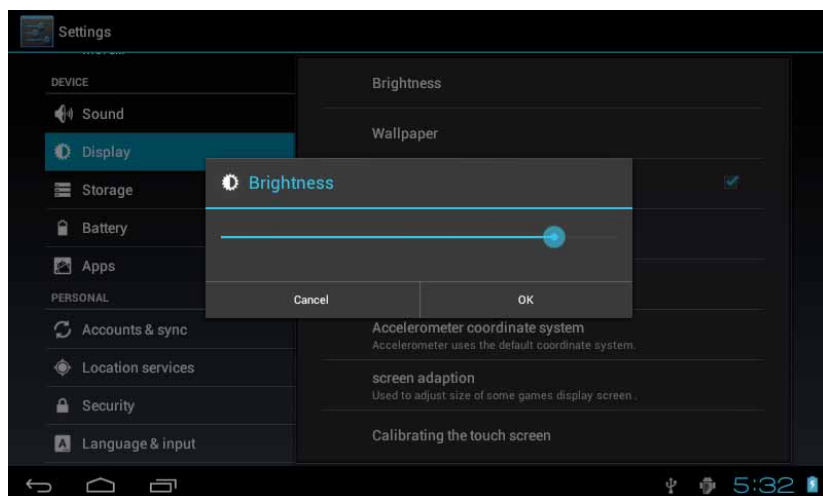 Settings
DEVICE
Sound
Display
Storage
Battery
Apps
PERSONAL
Accounts & sync
Location services
Security
A Language & input
Brightness
Wallpaper
Brightness
Cancel
OK
Accelerometer coordinate system
Accelerometer uses the default coordinate system.
screen adaption
Used to adjust size of some games display screen .
Calibrating the touch screen
5:32